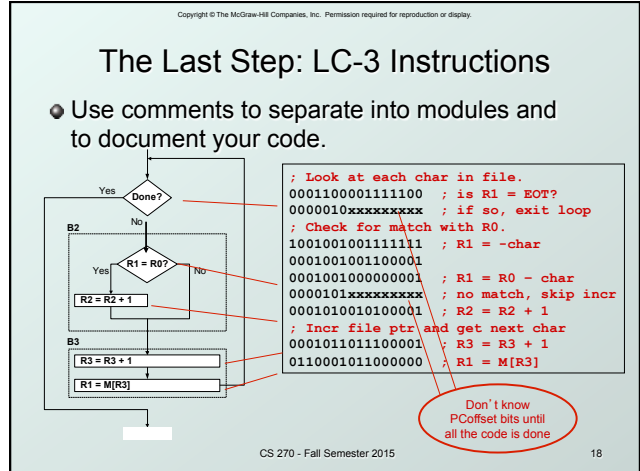 Copyright © The McGraw-Hill Companies, Inc. Permission required for reproduction or display.
The Last Step: LC-3 Instructions
Use comments to separate into modules and
to document your code.
Yes
Done?
No
B2
Yes
R1 = R0?
No
R2 = R2 + 1
B3
R3 = R3 + 1
R1 = M[R3]
; Look at each char in file.
0001100001111100 ; is R1 = EOT?
0000010xxxxxxxxx ; if so, exit loop
; Check for match with R0.
1001001001111111 ; R1 = -char
0001001001100001
0001001000000001 ; R1 = R0 – char
0000101xxxxxxxxx ; no match, skip incr
0001010010100001 ; R2 = R2 + 1
; Incr file ptr and get next char
0001011011100001 ; R3 = R3 + 1
0110001011000000 ; R1 = M[R3]
Don't know
PCoffset bits until
all the code is done
CS 270 - Fall Semester 2015
18